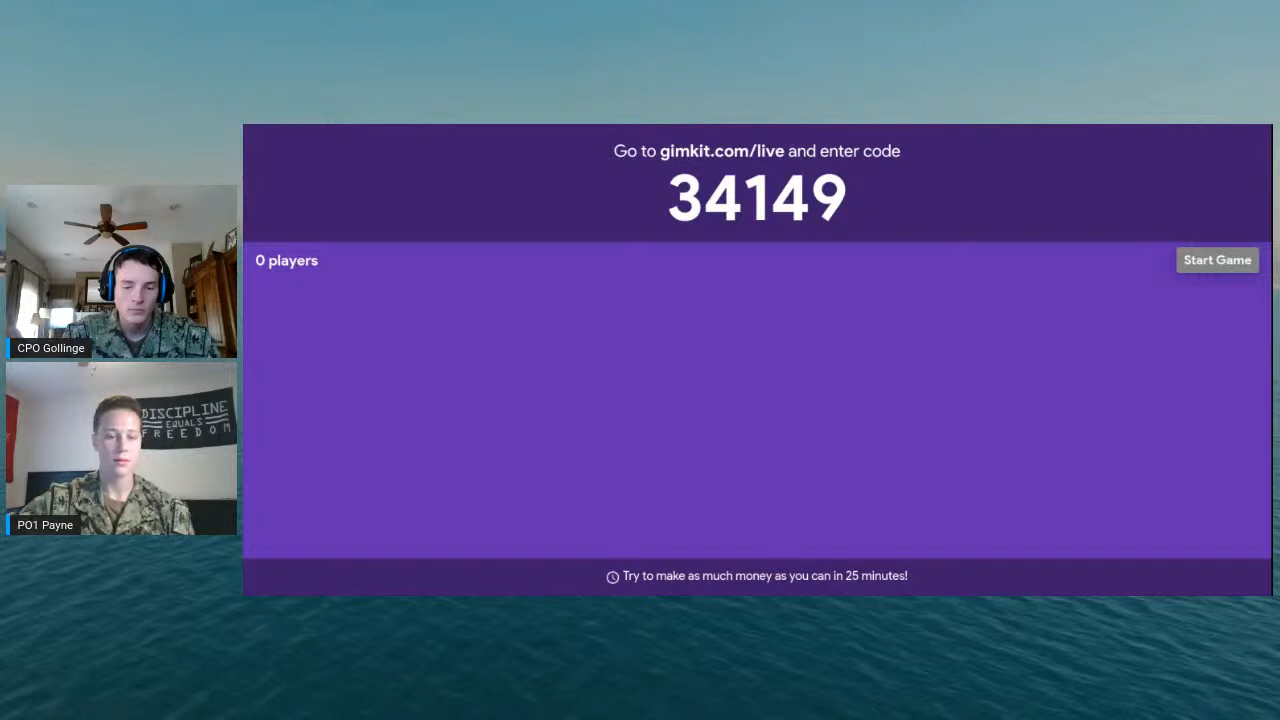 Go to gimkit.com/live and enter code
34149
0 players
Start Game
CPO Gollinge
DISCIPLINE
EQUALS
FREEDOM
PO1 Payne
Try to make as much money as you can in 25 minutes!